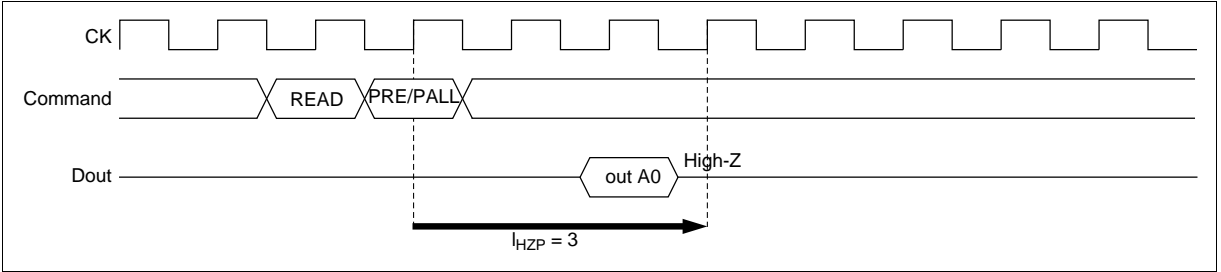 CK
Command
READ
PRE/PALL
Dout
out A0
High-Z
lHZP = 3